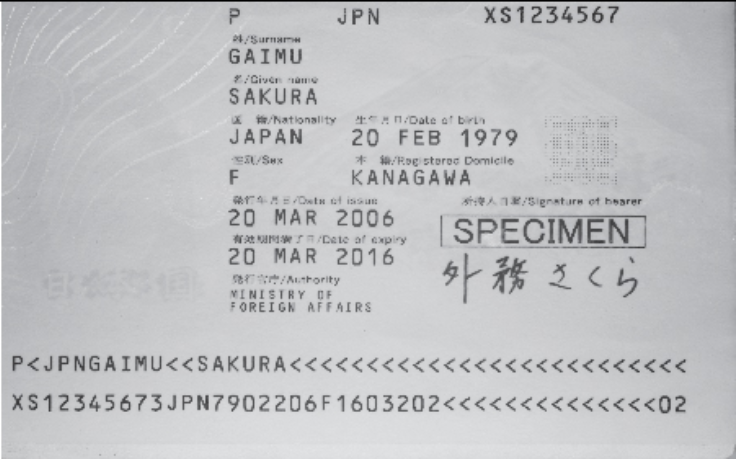 P JPN XS1234567
姓/Surname
GAIMU
名/Given name
SAKURA
国 籍/Nationality 生年月日/Date of birth
JAPAN 20 FEB 1979
性別/Sex 本 籍/Registered Domicile
F KANAGAWA
発行年月日/Date of issue 所持人自署/Signature of bearer
20 MAR 2006
SPECIMEN
有効期間満了日/Date of expiry
20 MAR 2016
外務さくら
発行官庁/Authority
MINISTRY OF
FOREIGN AFFAIRS
P<JPNGAIMU<<SAKURA<<<<<<<<<<<<<<<<<<<<<<<<<<
XS12345673JPN7902206F1603202<<<<<<<<<<<<<<02